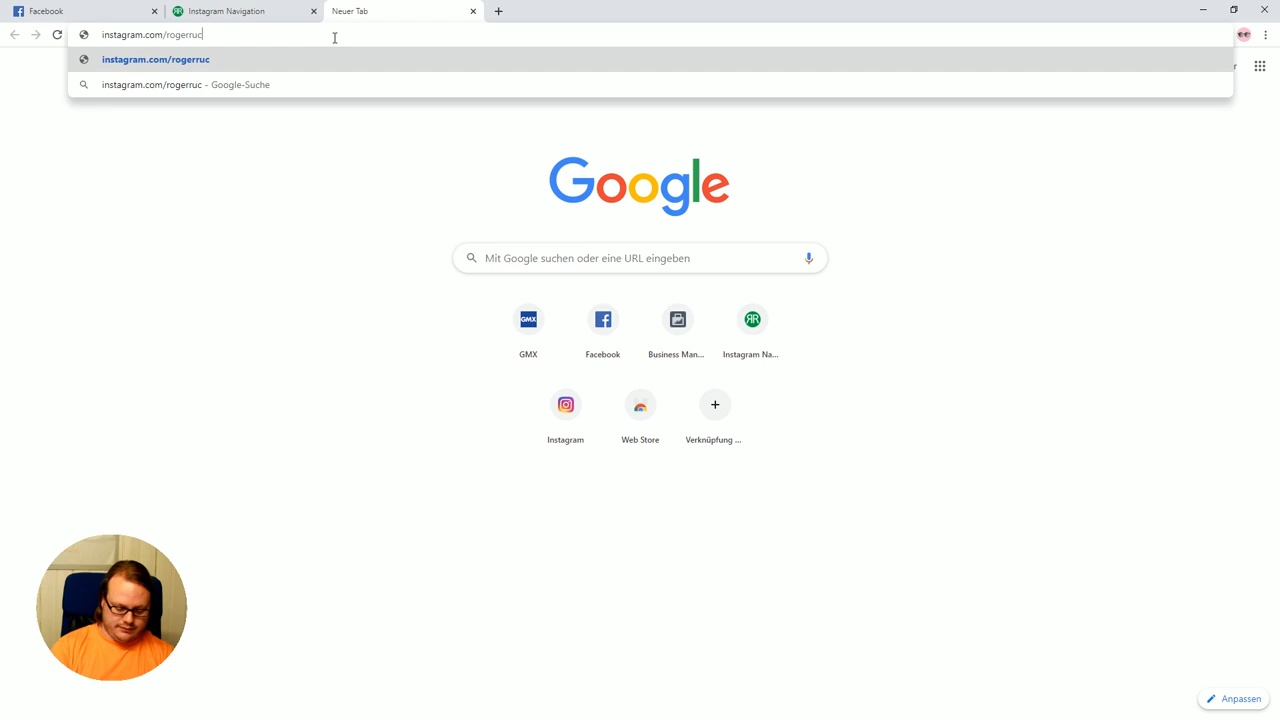 Facebook
Instagram Navigation
Neuer Tab
instagram.com/rogerruc
instagram.com/rogerruc
instagram.com/rogerruc - Google-Suche
r
Google
Mit Google suchen oder eine URL eingeben
GMX
GMX
Facebook
Business Man...
Instagram Na...
Instagram
Web Store
Verknüpfung ...
Anpassen